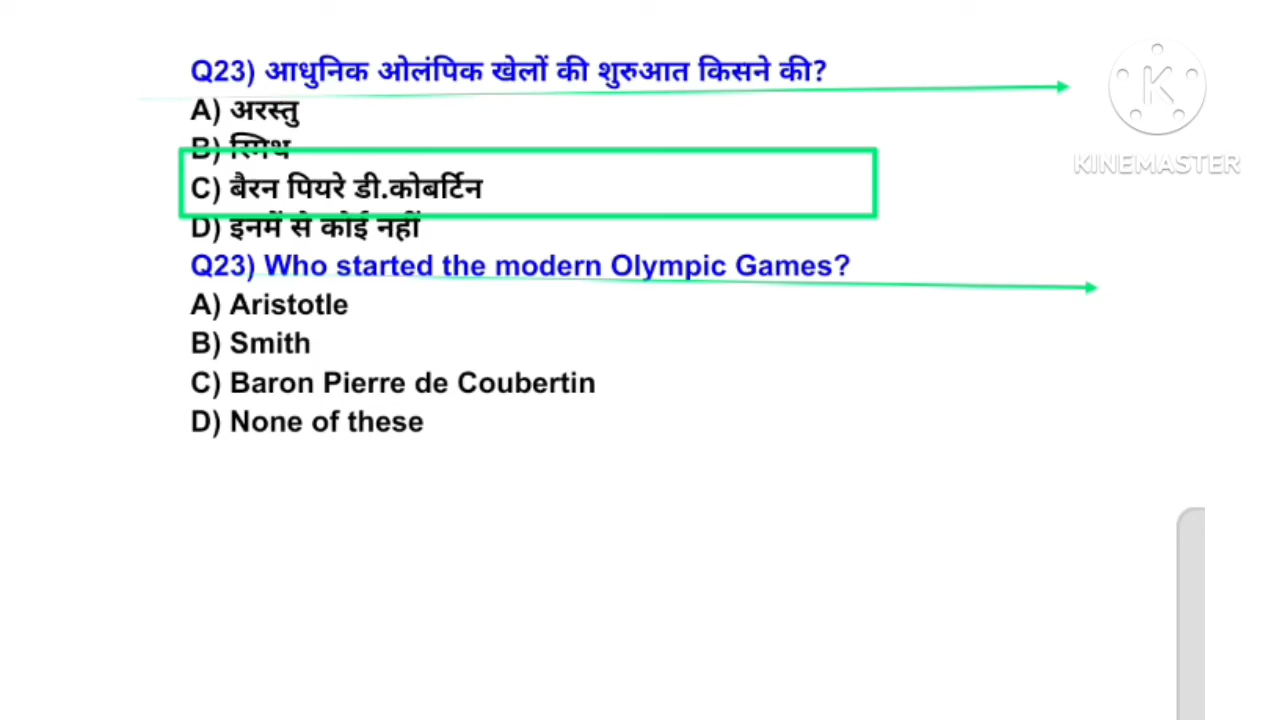 Q23) आधुनिक ओलंपिक खेलों की शुरुआत किसने की?
A) अरस्तु
B) स्मिथ
C) बैरन पियरे डी.कोबर्टिन
D) इनमें से कोई नहीं
Q23) Who started the modern Olympic Games?
A) Aristotle
B) Smith
C) Baron Pierre de Coubertin
D) None of these
K
KINEMASTER